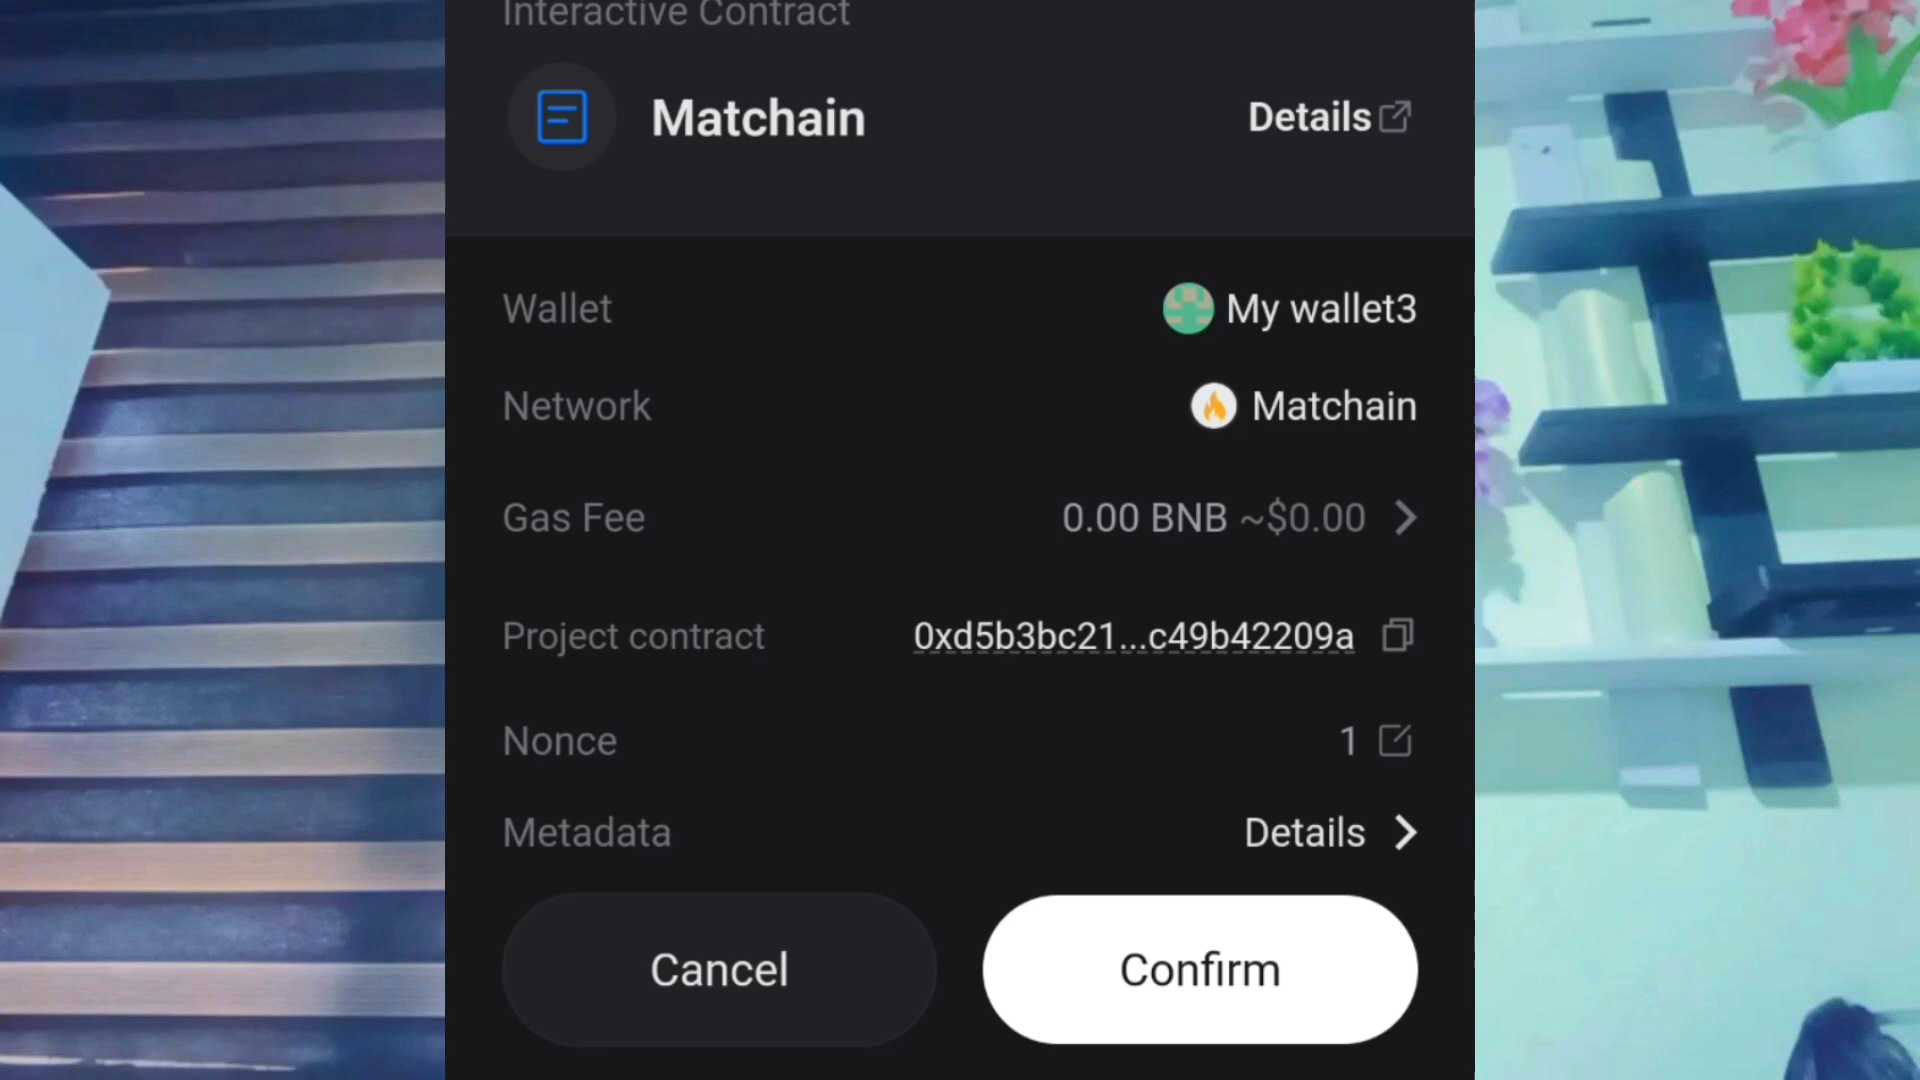 Interactive Contract
Matchain Details
Wallet My wallet3
Network Matchain
Gas Fee 0.00 BNB ~$0.00
Project contract 0xd5b3bc21...c49b42209a
Nonce 1
Metadata Details
Cancel Confirm